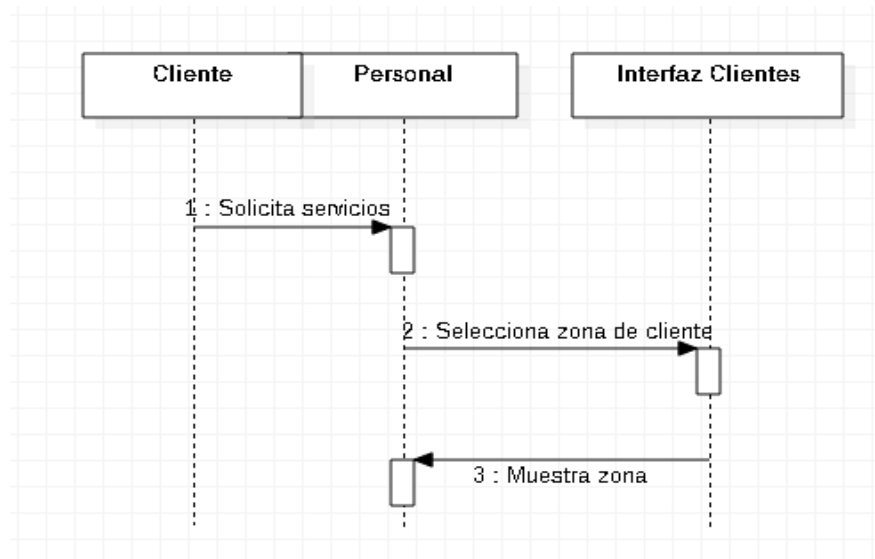 Cliente
Personal
Interfaz Clientes
1 : Solicita servicios
2 : Selecciona zona de cliente
3 : Muestra zona